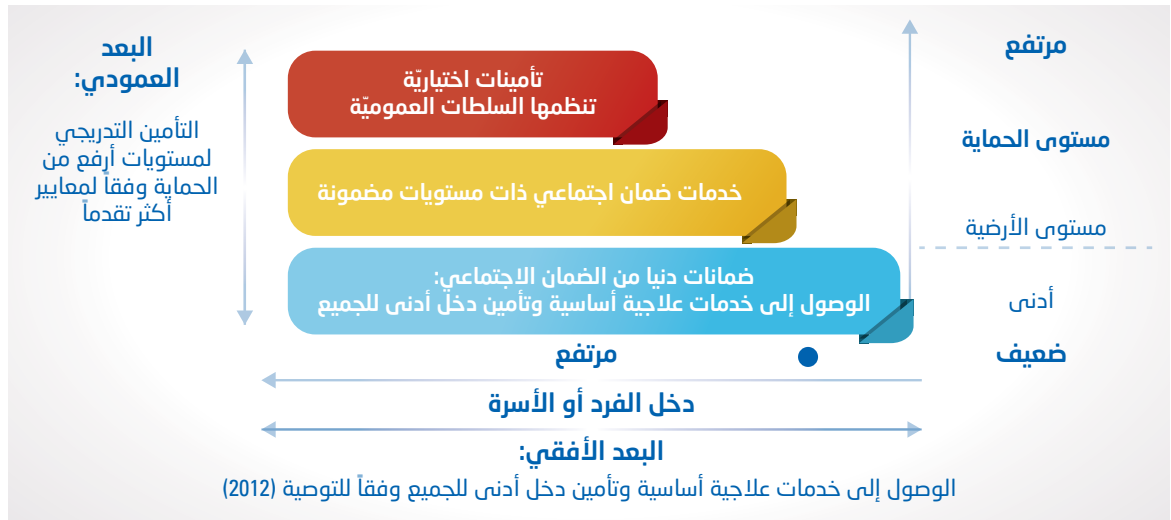 مرتفع
مستوى الحماية
مستوى الأرضية
أدنى
ضعيف
تأمينات اختياريّة
تنظمها السلطات العموميّة
خدمات ضمان اجتماعي ذات مستويات مضمونة
ضمانات دنيا من الضمان الاجتماعي:
الوصول إلى خدمات علاجية أساسية وتأمين دخل أدنى للجميع
البعد
العمودي:
التأمين التدريجي
لمستويات أرفع من
الحماية وفقاً لمعايير
أكثر تقدماً
مرتفع
دخل الفرد أو الأسرة
البعد الأفقي:
الوصول إلى خدمات علاجية أساسية وتأمين دخل أدنى للجميع وفقاً للتوصية (2012)